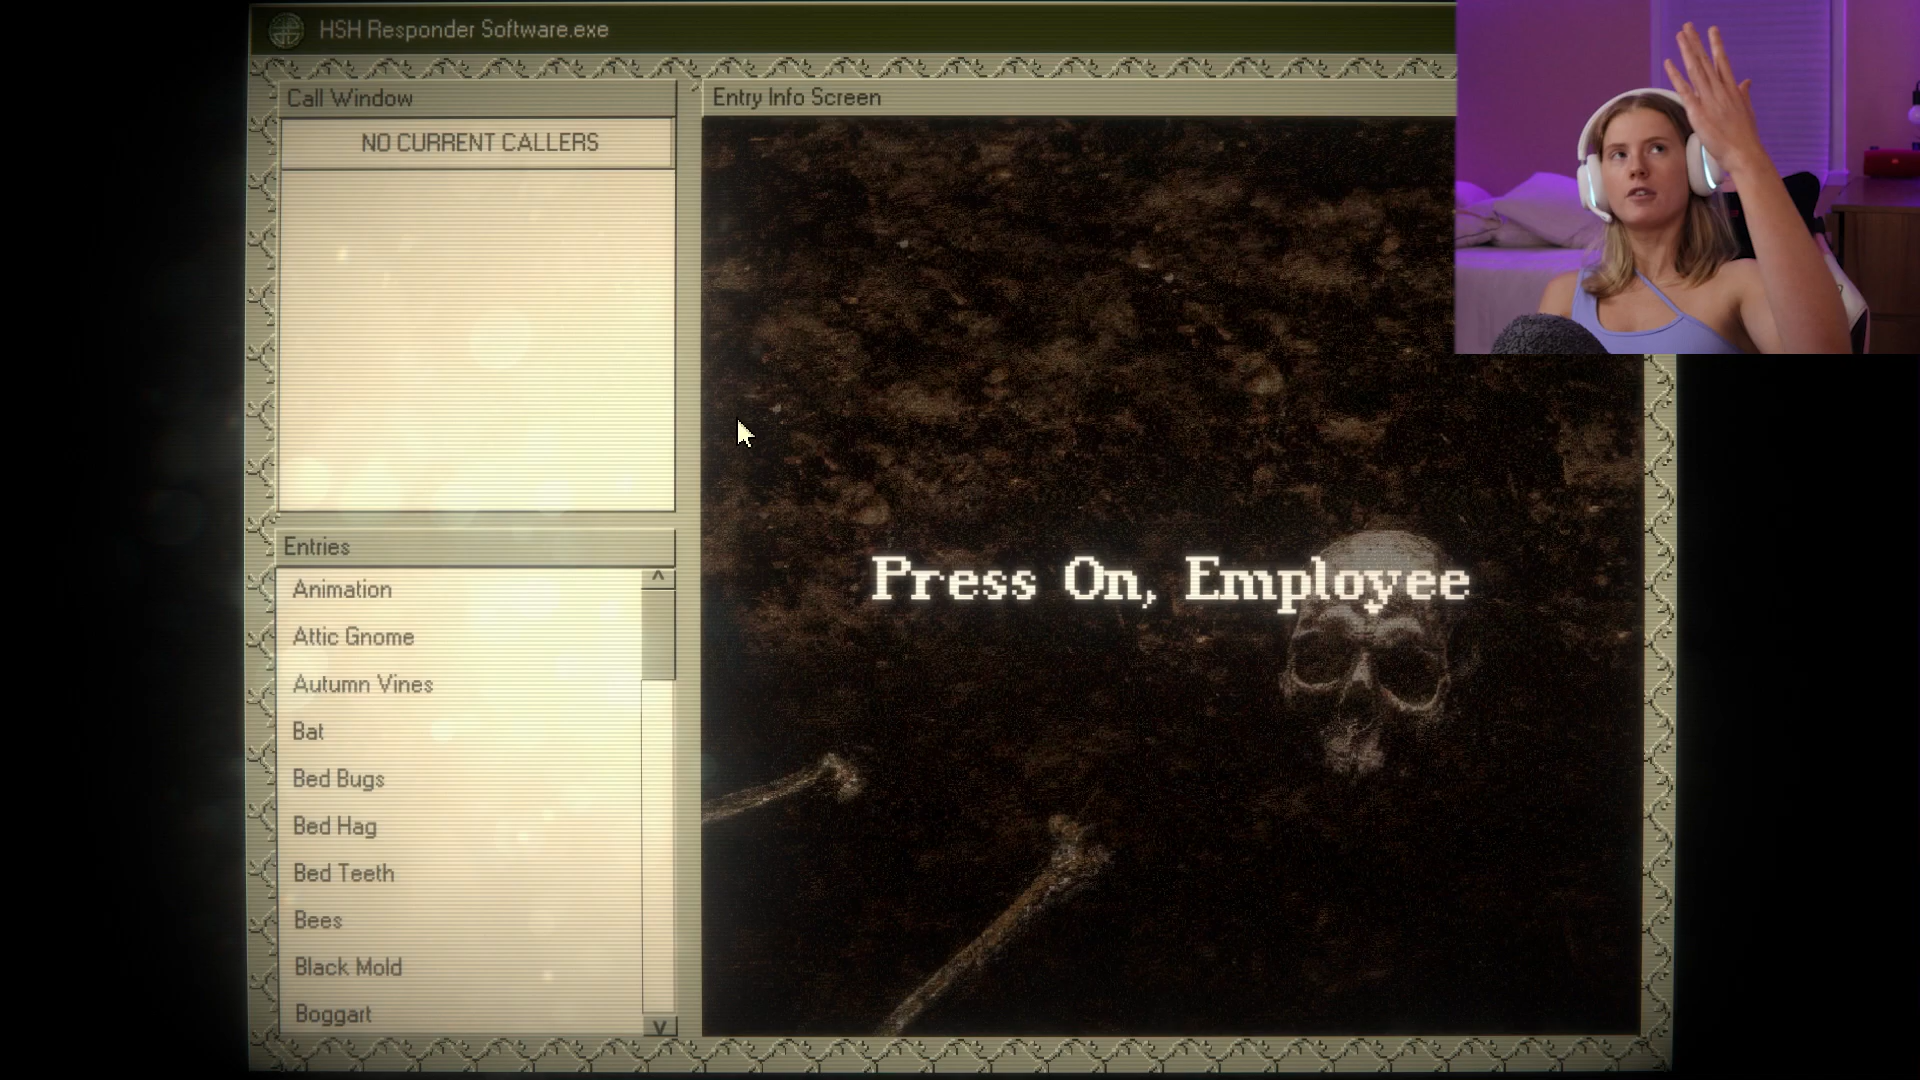 HSH Responder Software.exe
Call Window
NO CURRENT CALLERS
Entry Info Screen
Press On, Employee
Entries
Animation
Attic Gnome
Autumn Vines
Bat
Bed Bugs
Bed Hag
Bed Teeth
Bees
Black Mold
Boggart